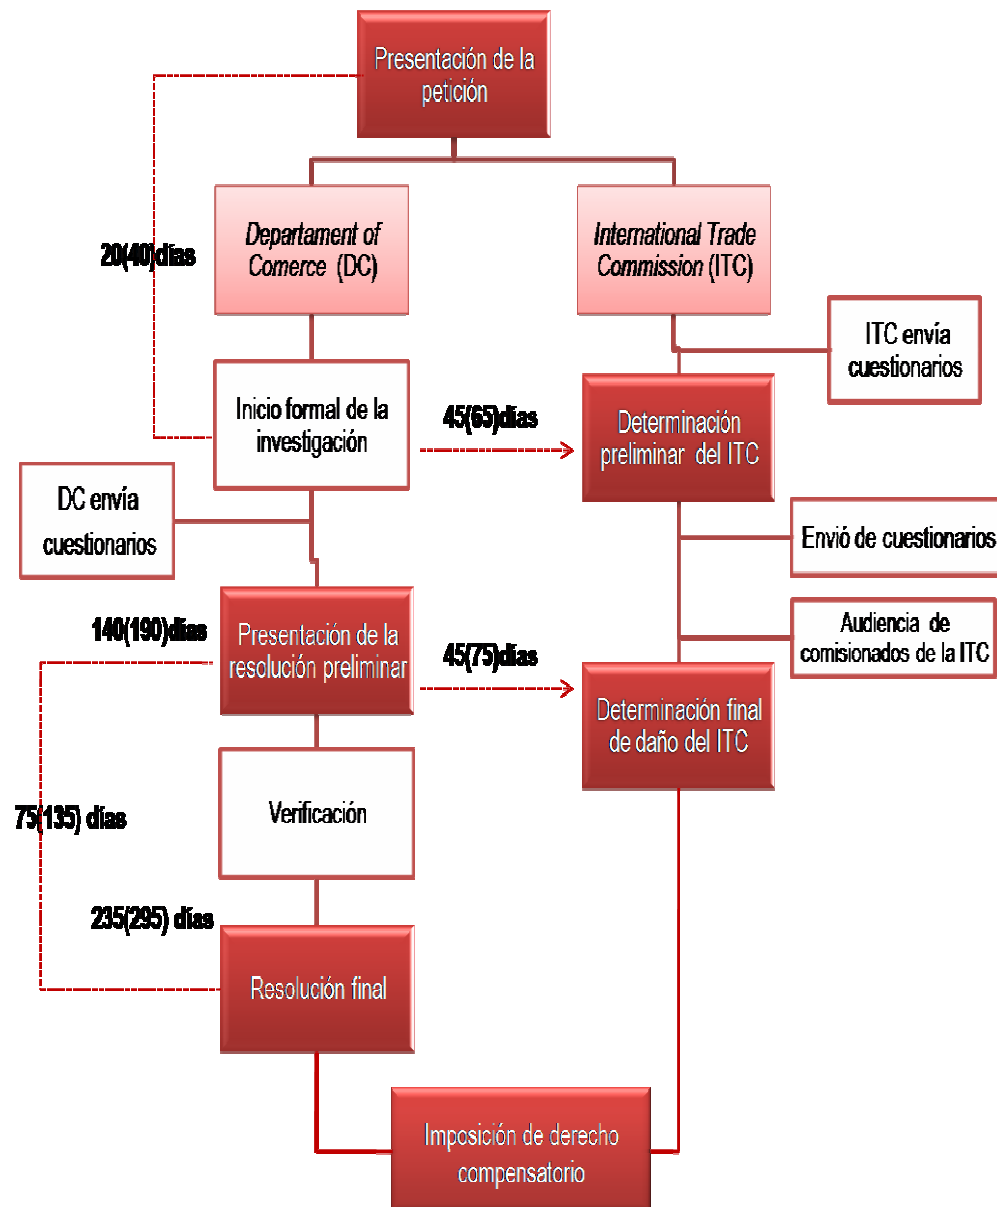 Presentación de la
petición
20(40)días
Departament of
Comerce (DC)
International Trade
Commission (ITC)
ITC envía
cuestionarios
Inicio formal de la
investigación
45(65)días
Determinación
preliminar del ITC
DC envía
cuestionarios
Envió de cuestionarios
140(190)días
Presentación de la
resolución preliminar
45(75)días
Audiencia de
comisionados de la ITC
Determinación final
de daño del ITC
75(135) días
Verificación
235(295) días
Resolución final
Imposición de derecho
compensatorio